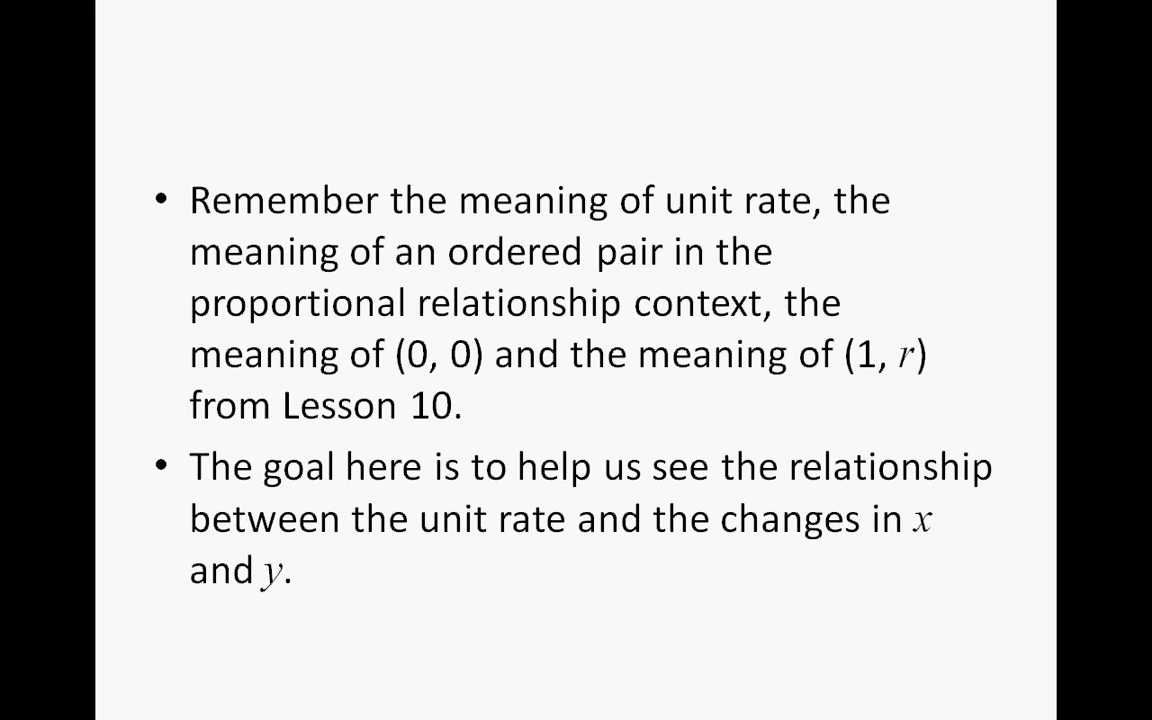 • Remember the meaning of unit rate, the
meaning of an ordered pair in the
proportional relationship context, the
meaning of (0, 0) and the meaning of (1, r)
from Lesson 10.
• The goal here is to help us see the relationship
between the unit rate and the changes in x
and y.